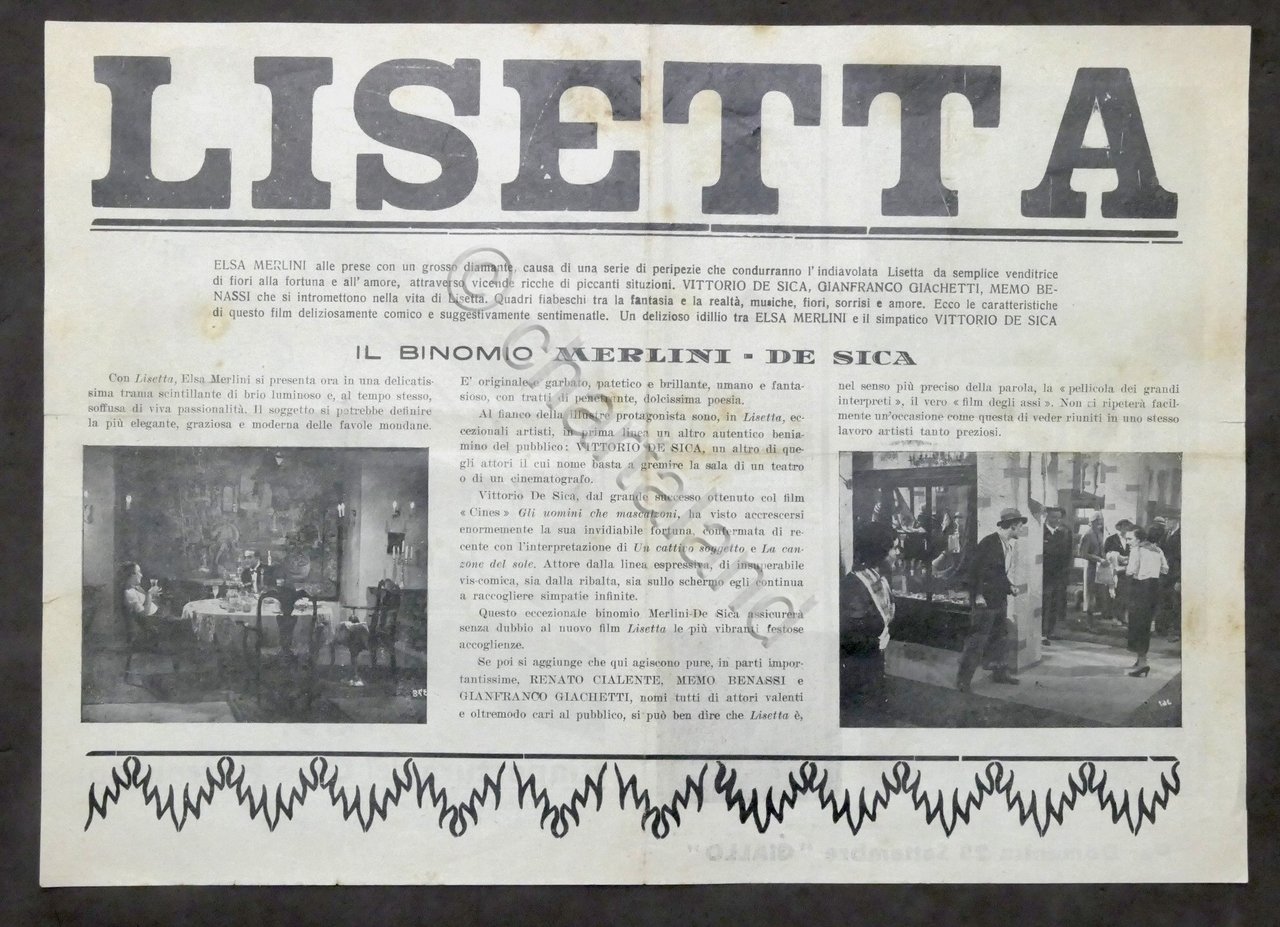 LISETTA
ELSA MERLINI alle prese con un grosso diamante, causa di una serie di peripezie che condurranno l'indiavolata Lisetta da semplice venditrice
di fiori alla fortuna e all'amore, attraverso vicende ricche di piccanti situzioni. VITTORIO DE SICA, GIANFRANCO GIACHETTI, MEMO BE-
NASSI che si intromettono nella vita di Lisetta. Quadri fiabeschi tra la fantasia e la realtà, musiche, fiori, sorrisi e amore. Ecco le caratteristiche
di questo film deliziosamente comico e suggestivamente sentimenatle. Un delizioso idillio tra ELSA MERLINI e il simpatico VITTORIO DE SICA
IL BINOMIO MERLINI - DE SICA
Con Lisetta, Elsa Merlini si presenta ora in una delicatis-
sima trama scintillante di brio luminoso e, al tempo stesso,
soffusa di viva passionalità. Il soggetto si potrebbe definire
la più elegante, graziosa e moderna delle favole mondane.
E' originale e garbato, patetico e brillante, umano e fanta-
sioso, con tratti di penetrante, dolcissima poesia.
Al fianco della illustre protagonista sono, in Lisetta, ec-
cezionali artisti, in prima linea un altro autentico benia-
mino del pubblico: VITTORIO DE SICA, un altro di que-
gli attori il cui nome basta a gremire la sala di un teatro
o di un cinematografo.
Vittorio De Sica, dal grande successo ottenuto col film
« Cines » Gli uomini che mascalzoni, ha visto accrescersi
enormemente la sua invidiabile fortuna, confermata di re-
cente con l'interpretazione di Un cattivo soggetto e La can-
zone del sole. Attore dalla linea espressiva, di insuperabile
vis-comica, sia dalla ribalta, sia sullo schermo egli continua
a raccogliere simpatie infinite.
Questo eccezionale binomio Merlini-De Sica assicurerà
senza dubbio al nuovo film Lisetta le più vibranti festose
accoglienze.
Se poi si aggiunge che qui agiscono pure, in parti impor-
tantissime, RENATO CIALENTE, MEMO BENASSI e
GIANFRANCO GIACHETTI, nomi tutti di attori valenti
e oltremodo cari al pubblico, si può ben dire che Lisetta è,
nel senso più preciso della parola, la « pellicola dei grandi
interpreti », il vero « film degli assi ». Non si ripeterà facil-
mente un'occasione come questa di veder riuniti in uno stesso
lavoro artisti tanto preziosi.
© chartaland
Domenica 29 Settembre "GIALLO"